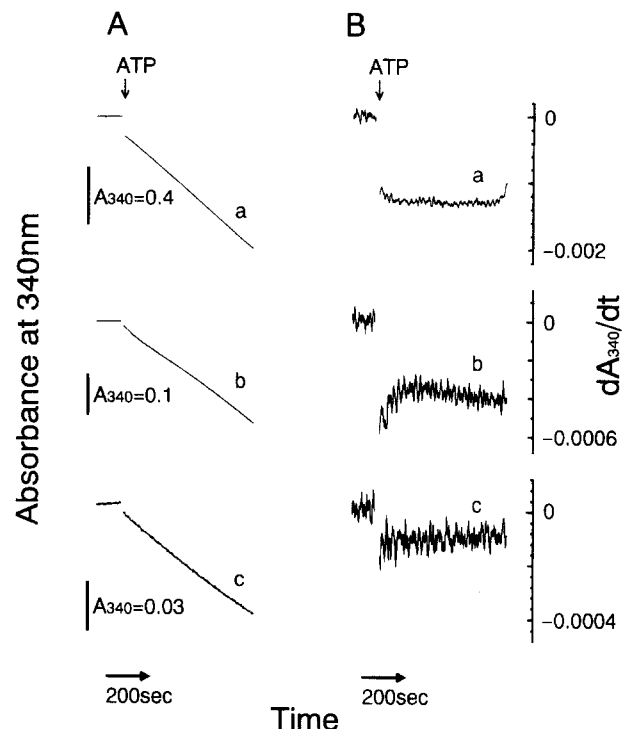 A
B
ATP
ATP
0
a
A340=0.4
a
−0.002
0
b
A340=0.1
b
−0.0006
c
0
c
A340=0.03
−0.0004
200sec
200sec
Time
Absorbance at 340nm
dA340/dt